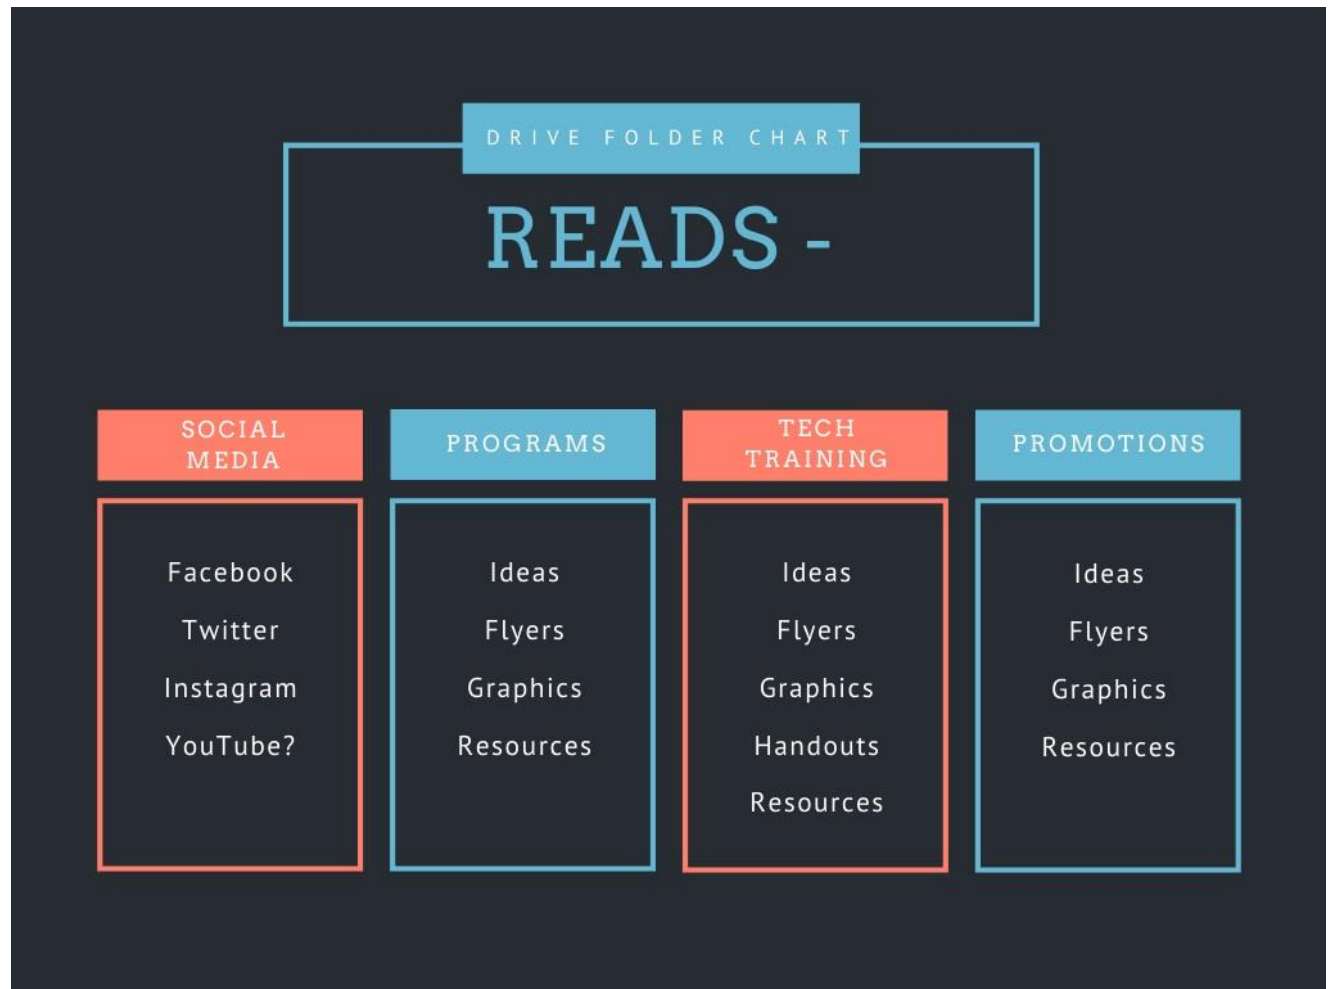 DRIVE FOLDER CHART
READS -
SOCIAL
MEDIA
Facebook
Twitter
Instagram
YouTube?
PROGRAMS
Ideas
Flyers
Graphics
Resources
TECH
TRAINING
Ideas
Flyers
Graphics
Handouts
Resources
PROMOTIONS
Ideas
Flyers
Graphics
Resources